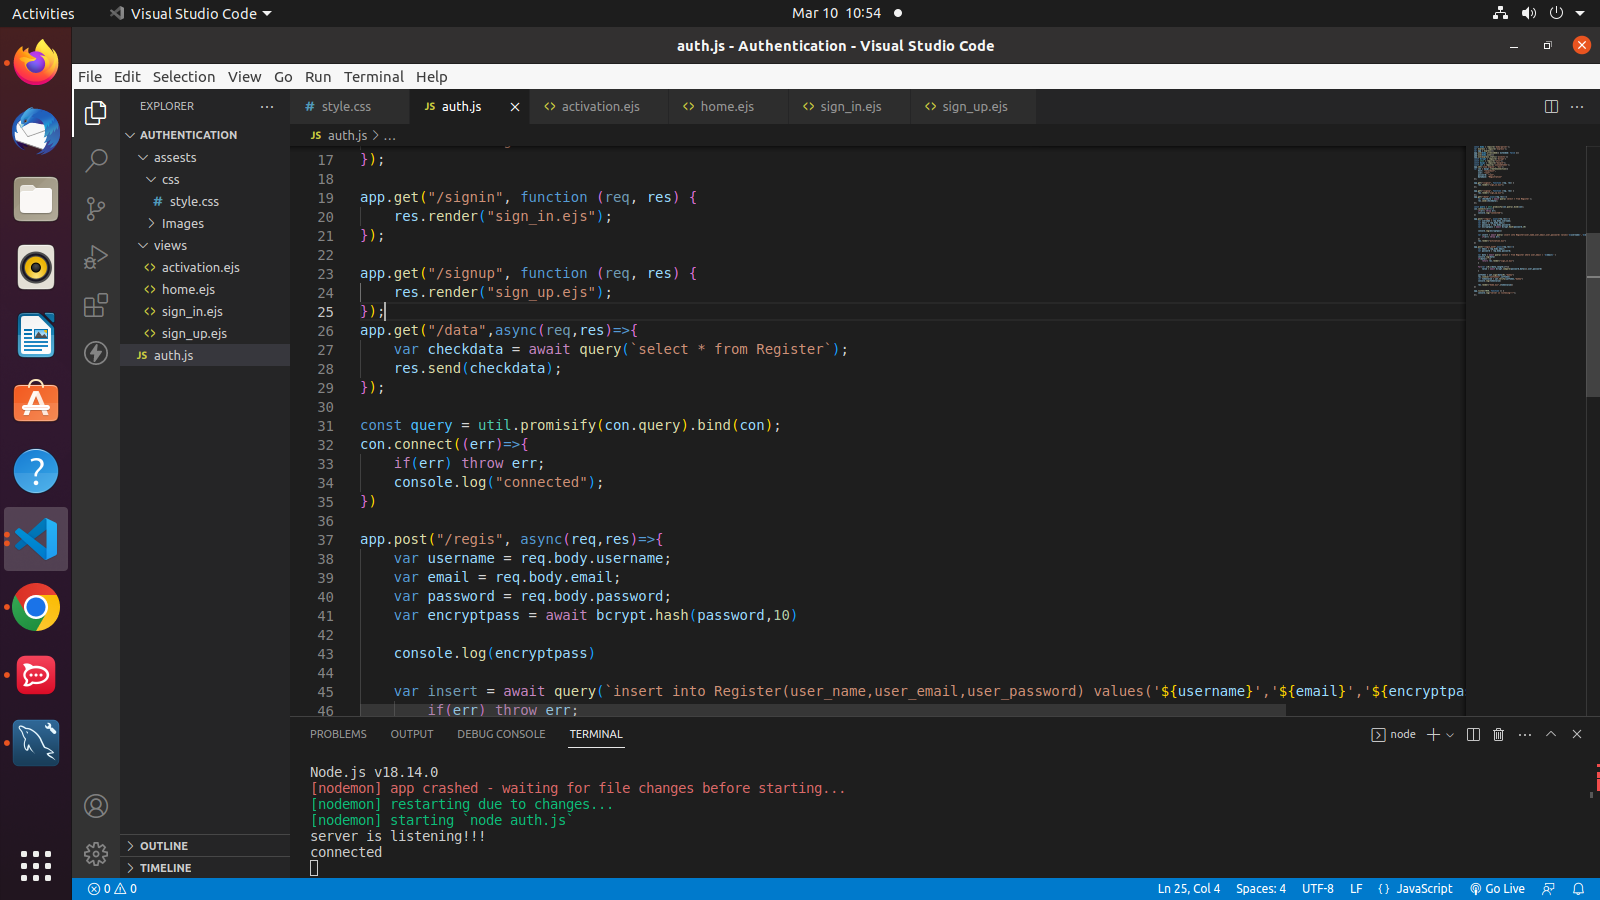 Activities
Visual Studio Code
Mar 10 10:54
auth.js - Authentication - Visual Studio Code
File Edit Selection View Go Run Terminal Help
EXPLORER
AUTHENTICATION
assests
css
# style.css
Images
views
<> activation.ejs
<> home.ejs
<> sign_in.ejs
<> sign_up.ejs
JS auth.js
OUTLINE
TIMELINE
# style.css
JS auth.js
<> activation.ejs
<> home.ejs
<> sign_in.ejs
<> sign_up.ejs
JS auth.js > ...
17 });
18
19 app.get("/signin", function (req, res) {
20     res.render("sign_in.ejs");
21 });
22
23 app.get("/signup", function (req, res) {
24     res.render("sign_up.ejs");
25 });
26 app.get("/data",async(req,res)=>{
27     var checkdata = await query(`select * from Register`);
28     res.send(checkdata);
29 });
30
31 const query = util.promisify(con.query).bind(con);
32 con.connect((err)=>{
33     if(err) throw err;
34     console.log("connected");
35 })
36
37 app.post("/regis", async(req,res)=>{
38     var username = req.body.username;
39     var email = req.body.email;
40     var password = req.body.password;
41     var encryptpass = await bcrypt.hash(password,10)
42
43     console.log(encryptpass)
44
45     var insert = await query(`insert into Register(user_name,user_email,user_password) values('${username}','${email}','${encryptpa
46         if(err) throw err;
PROBLEMS OUTPUT DEBUG CONSOLE TERMINAL
node
Node.js v18.14.0
[nodemon] app crashed - waiting for file changes before starting...
[nodemon] restarting due to changes...
[nodemon] starting `node auth.js`
server is listening!!!
connected
0 0
Ln 25, Col 4 Spaces: 4 UTF-8 LF {} JavaScript Go Live